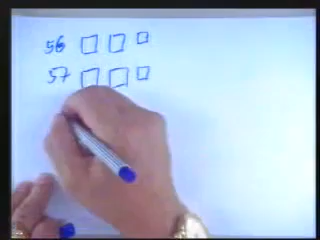 56 □ □ □
57 □ □ □